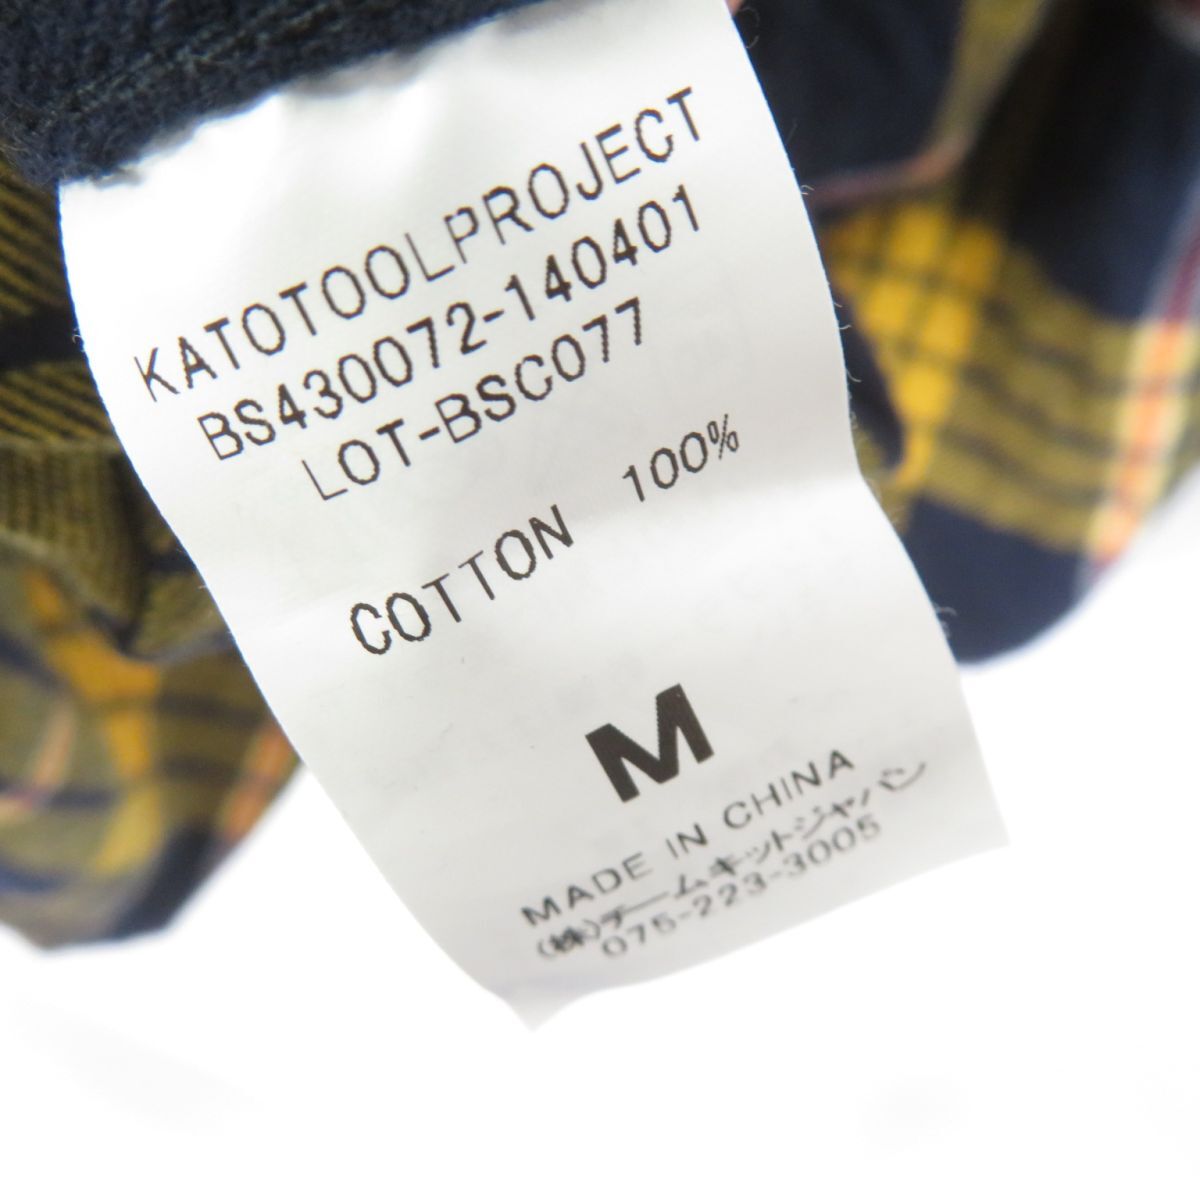 KATOTOOLPROJECT
BS430072-140401
LOT-BSC077
COTTON 100%
M
MADE IN CHINA
(株)チームキットジャパン
075-223-3005